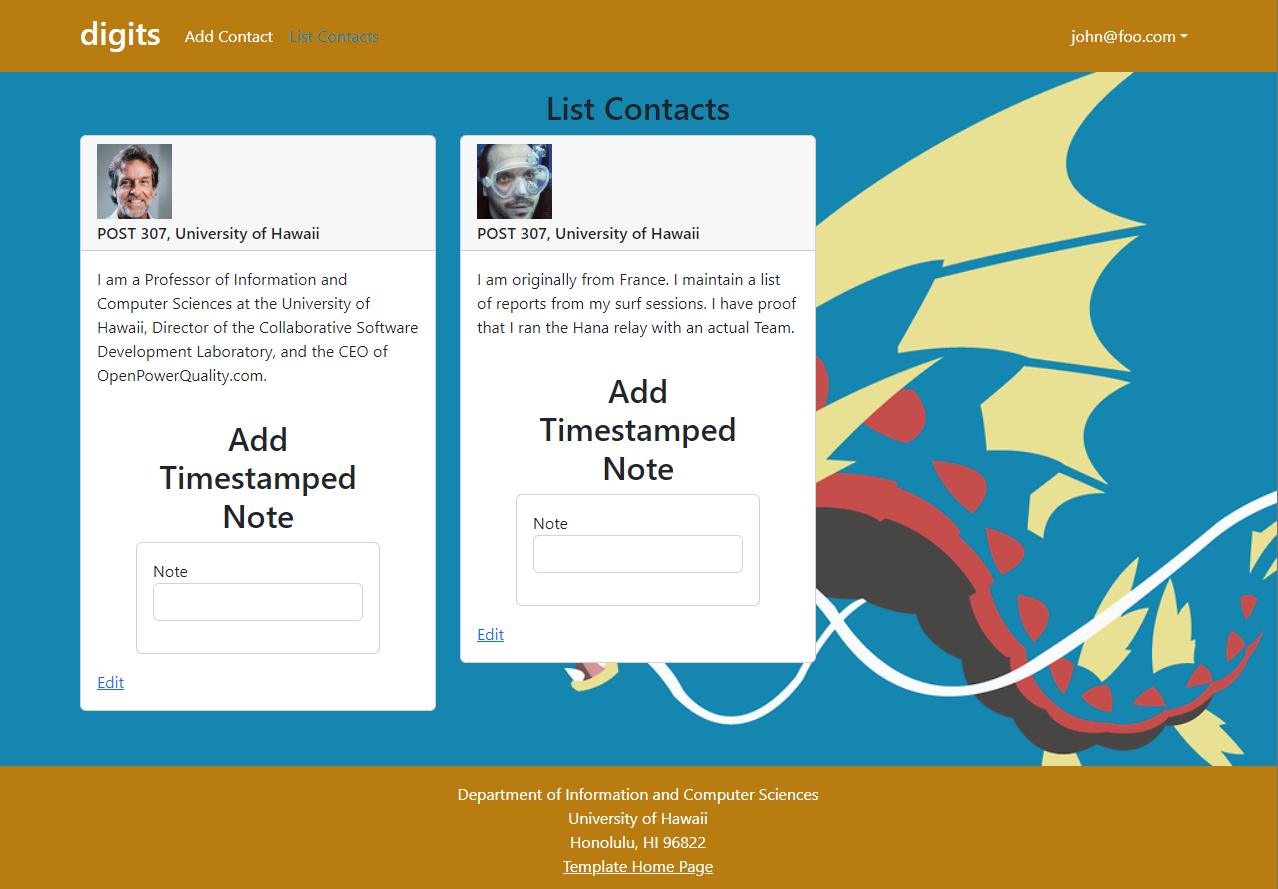 digits Add Contact List Contacts john@foo.com
List Contacts
POST 307, University of Hawaii
I am a Professor of Information and
Computer Sciences at the University of
Hawaii, Director of the Collaborative Software
Development Laboratory, and the CEO of
OpenPowerQuality.com.
Add
Timestamped
Note
Note
Edit
POST 307, University of Hawaii
I am originally from France. I maintain a list
of reports from my surf sessions. I have proof
that I ran the Hana relay with an actual Team.
Add
Timestamped
Note
Note
Edit
Department of Information and Computer Sciences
University of Hawaii
Honolulu, HI 96822
Template Home Page